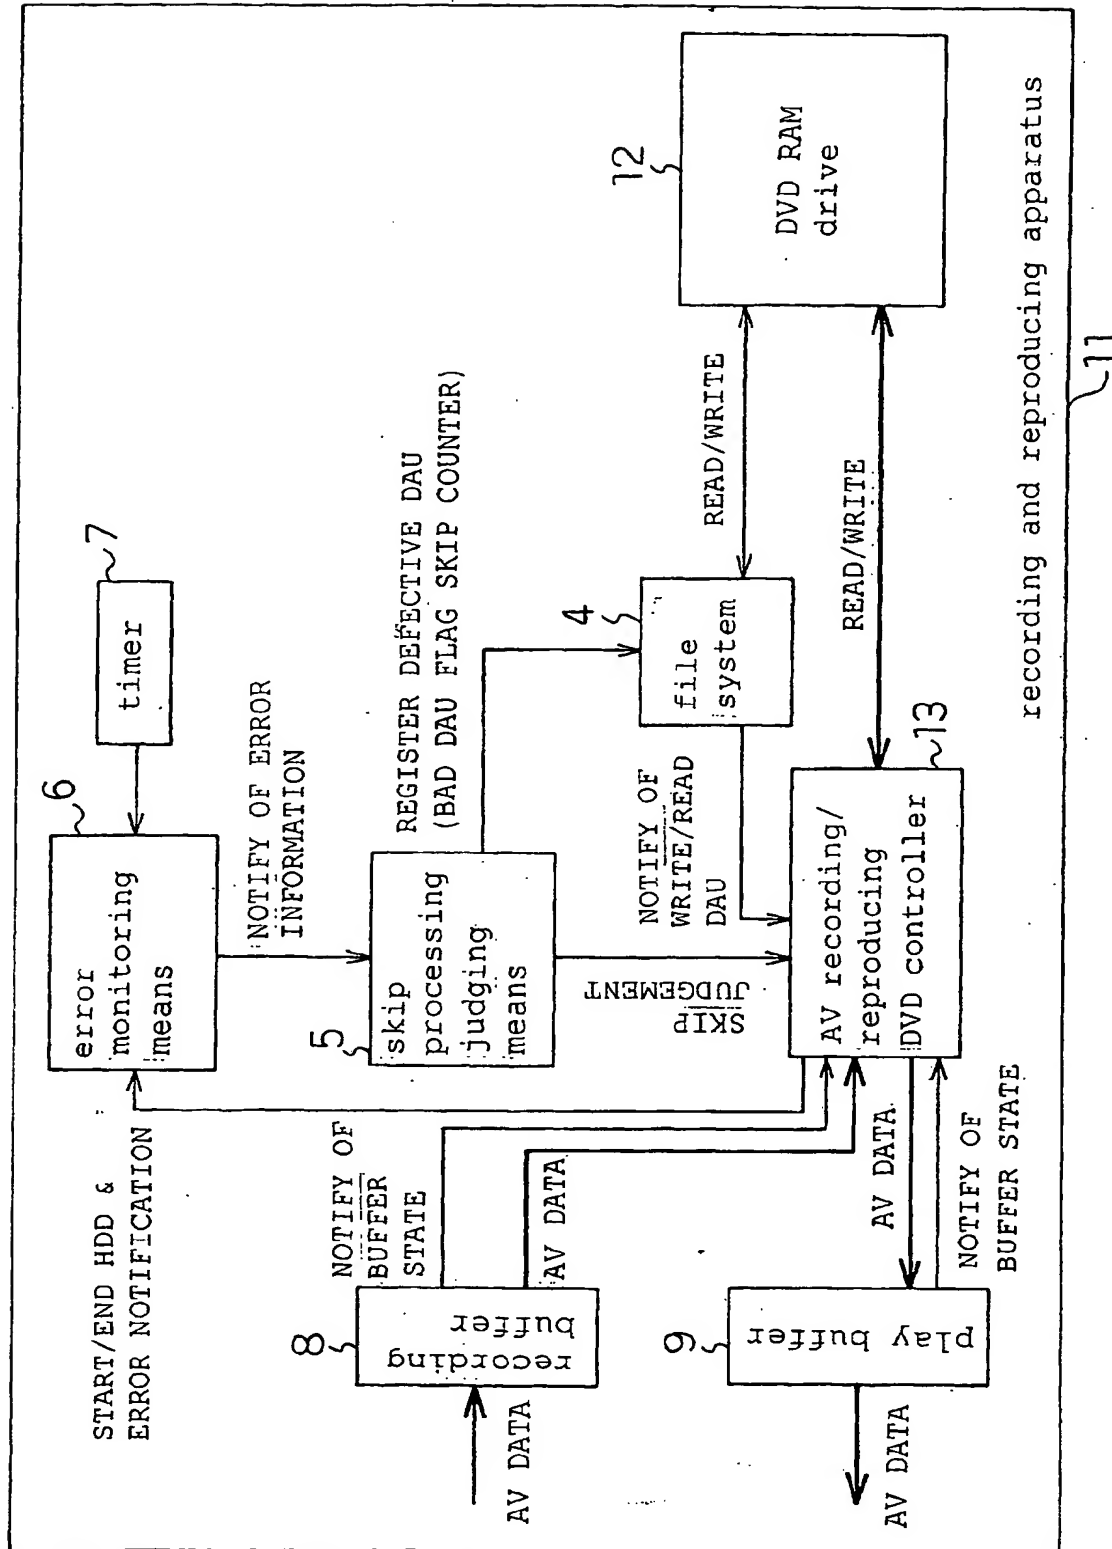 START/END HDD &
ERROR NOTIFICATION
6
error
monitoring
means
7
timer
NOTIFY OF ERROR
INFORMATION
5
skip
processing
judging
means
REGISTER DEFECTIVE DAU
(BAD DAU FLAG SKIP COUNTER)
SKIP
JUDGEMENT
NOTIFY OF
WRITE/READ
DAU
4
file
system
READ/WRITE
12
DVD RAM
drive
READ/WRITE
13
AV recording/
reproducing
DVD controller
8
recording
buffer
NOTIFY OF
BUFFER
STATE
AV DATA
AV DATA
9
play buffer
AV DATA
NOTIFY OF
BUFFER STATE
AV DATA
recording and reproducing apparatus
11